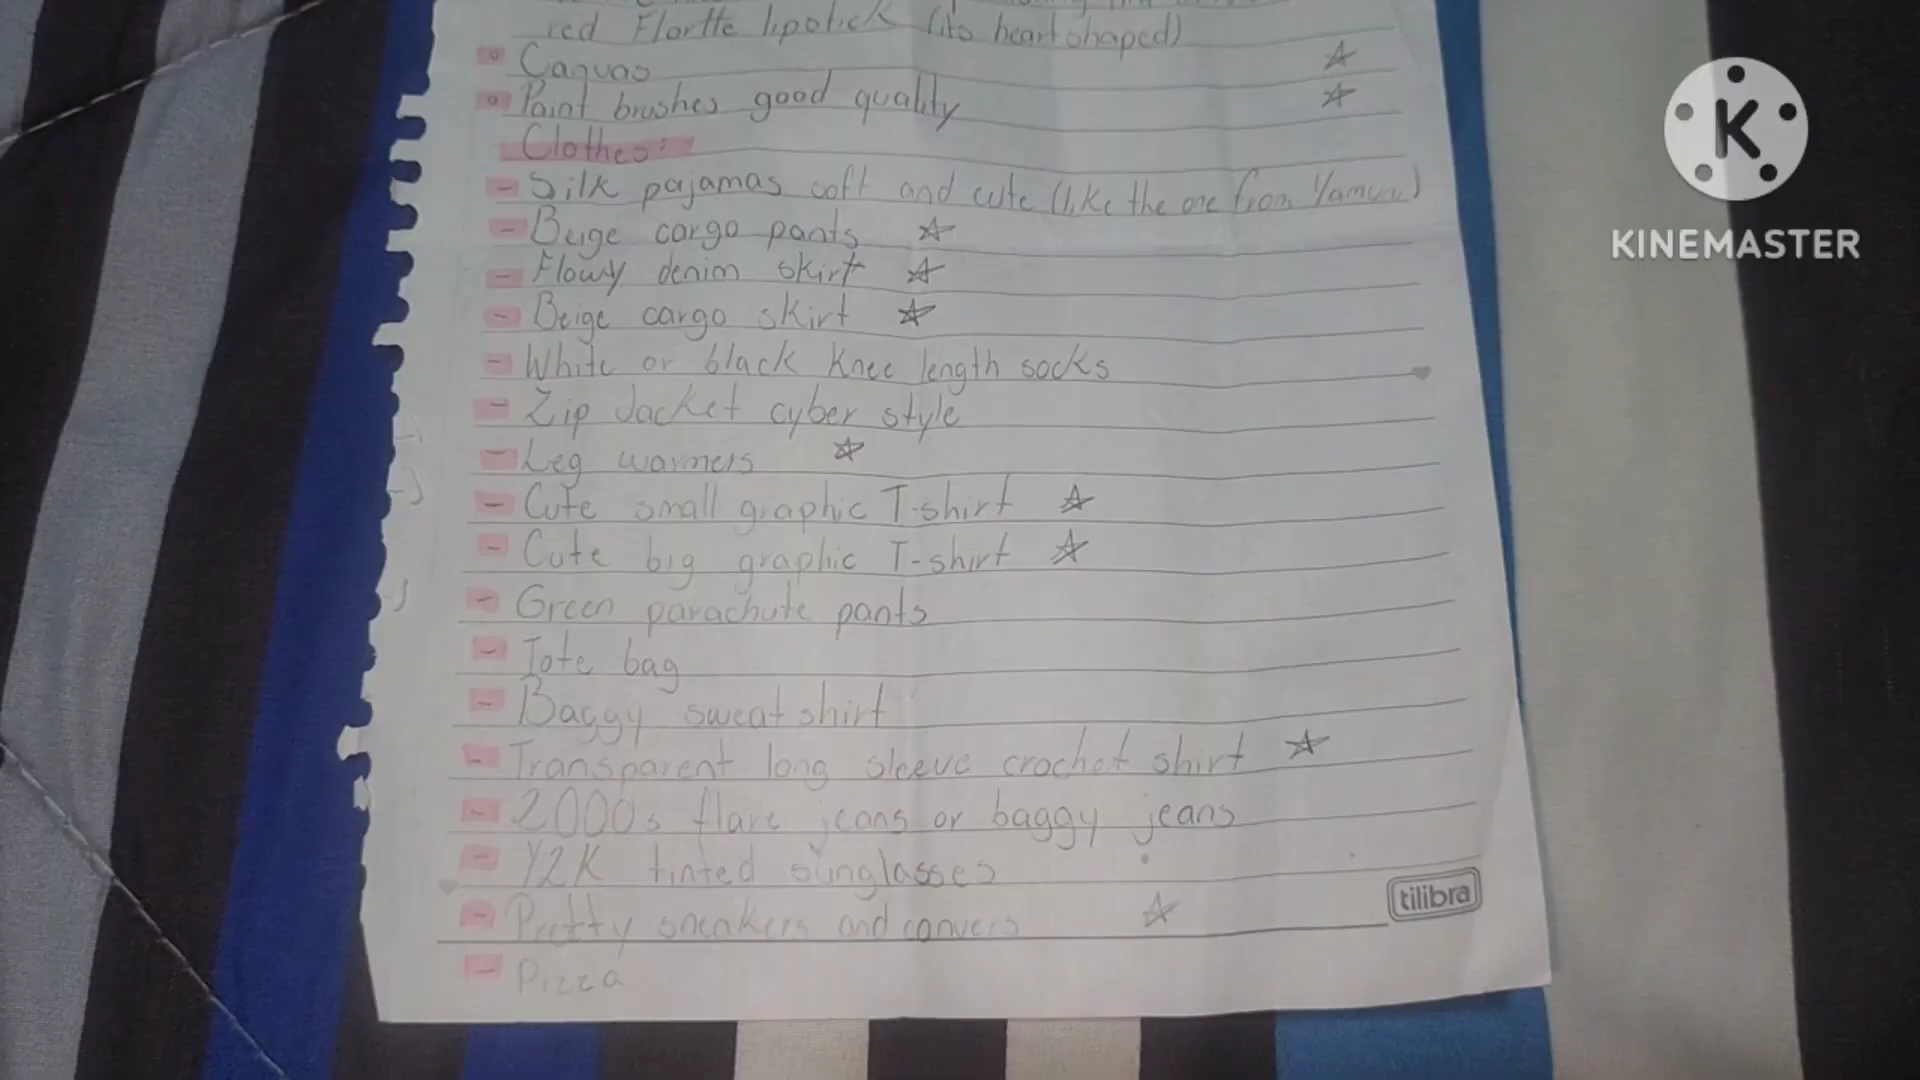 red Flortte lipstick (its heart shaped)
Canvas ☆
Paint brushes good quality ☆
Clothes:
- Silk pajamas soft and cute (like the one from
- Beige cargo pants ☆
- Flowy denim skirt ☆
- Beige cargo skirt ☆
- White or black knee length socks
- Zip Jacket cyber style
- Leg warmers ☆
- Cute small graphic T-shirt ☆
- Cute big graphic T-shirt ☆
- Green parachute pants
- Tote bag
- Baggy sweat shirt
- Transparent long sleeve crochet shirt ☆
- 2000s flare jeans or baggy jeans
- Y2K tinted sunglasses
- Pretty sneakers and convers ☆
- Pizza
tilibra
K
KINEMASTER